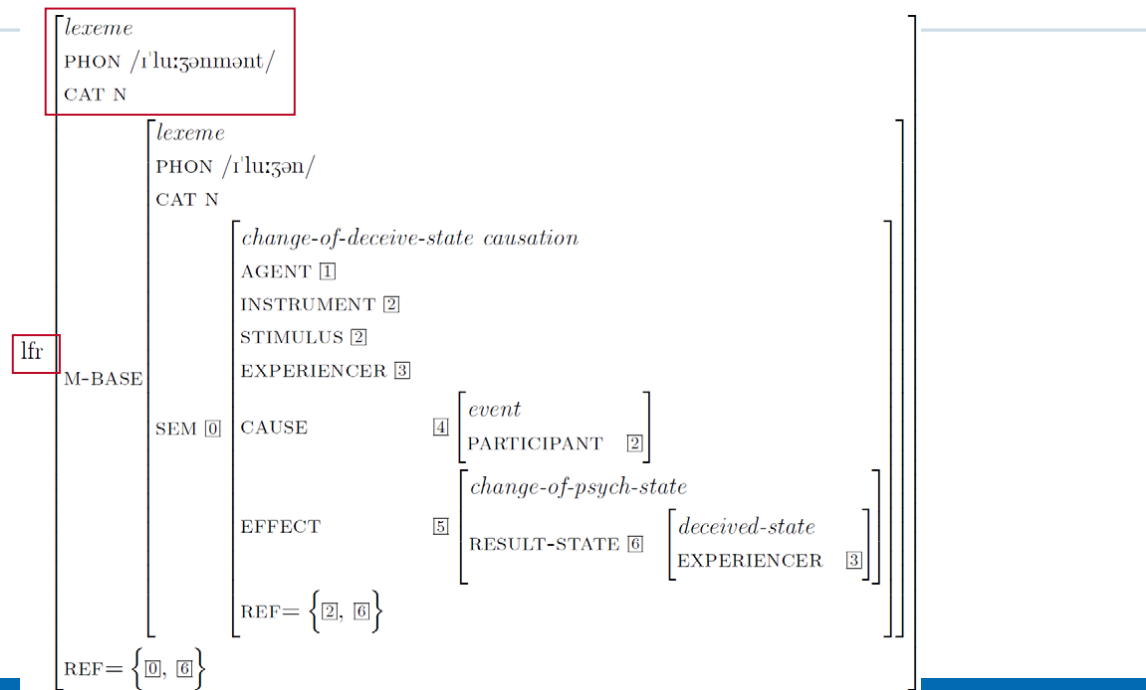 lexeme
PHON /ɪˈluːʒənmənt/
CAT N
lexeme
PHON /ɪˈluːʒən/
CAT N
change-of-deceive-state causation
AGENT 1
INSTRUMENT 2
STIMULUS 2
lfr
EXPERIENCER 3
M-BASE
event
SEM 0 CAUSE 4
PARTICIPANT 2
change-of-psych-state
EFFECT 5
deceived-state
RESULT-STATE 6
EXPERIENCER 3
REF= {2, 6}
REF= {0, 6}